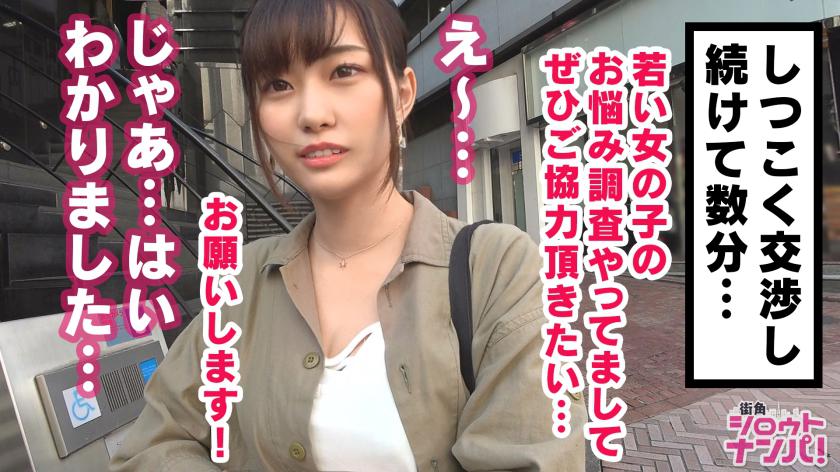 しつこく交渉し
続けて数分…
若い女の子の
お悩み調査やってまして
ぜひご協力頂きたい…
え～…
お願いします！
じゃあ…はい
わかりました…
街角
シロウト
ナンパ！